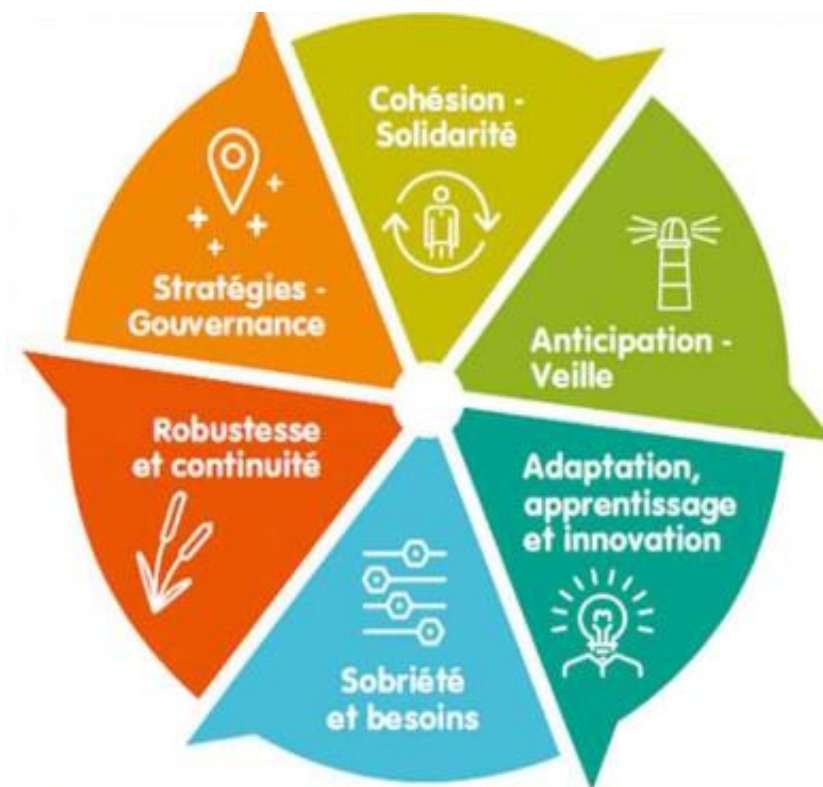 Cohésion -
Solidarité
Anticipation -
Veille
Adaptation,
apprentissage
et innovation
Sobriété
et besoins
Robustesse
et continuité
Stratégies -
Gouvernance